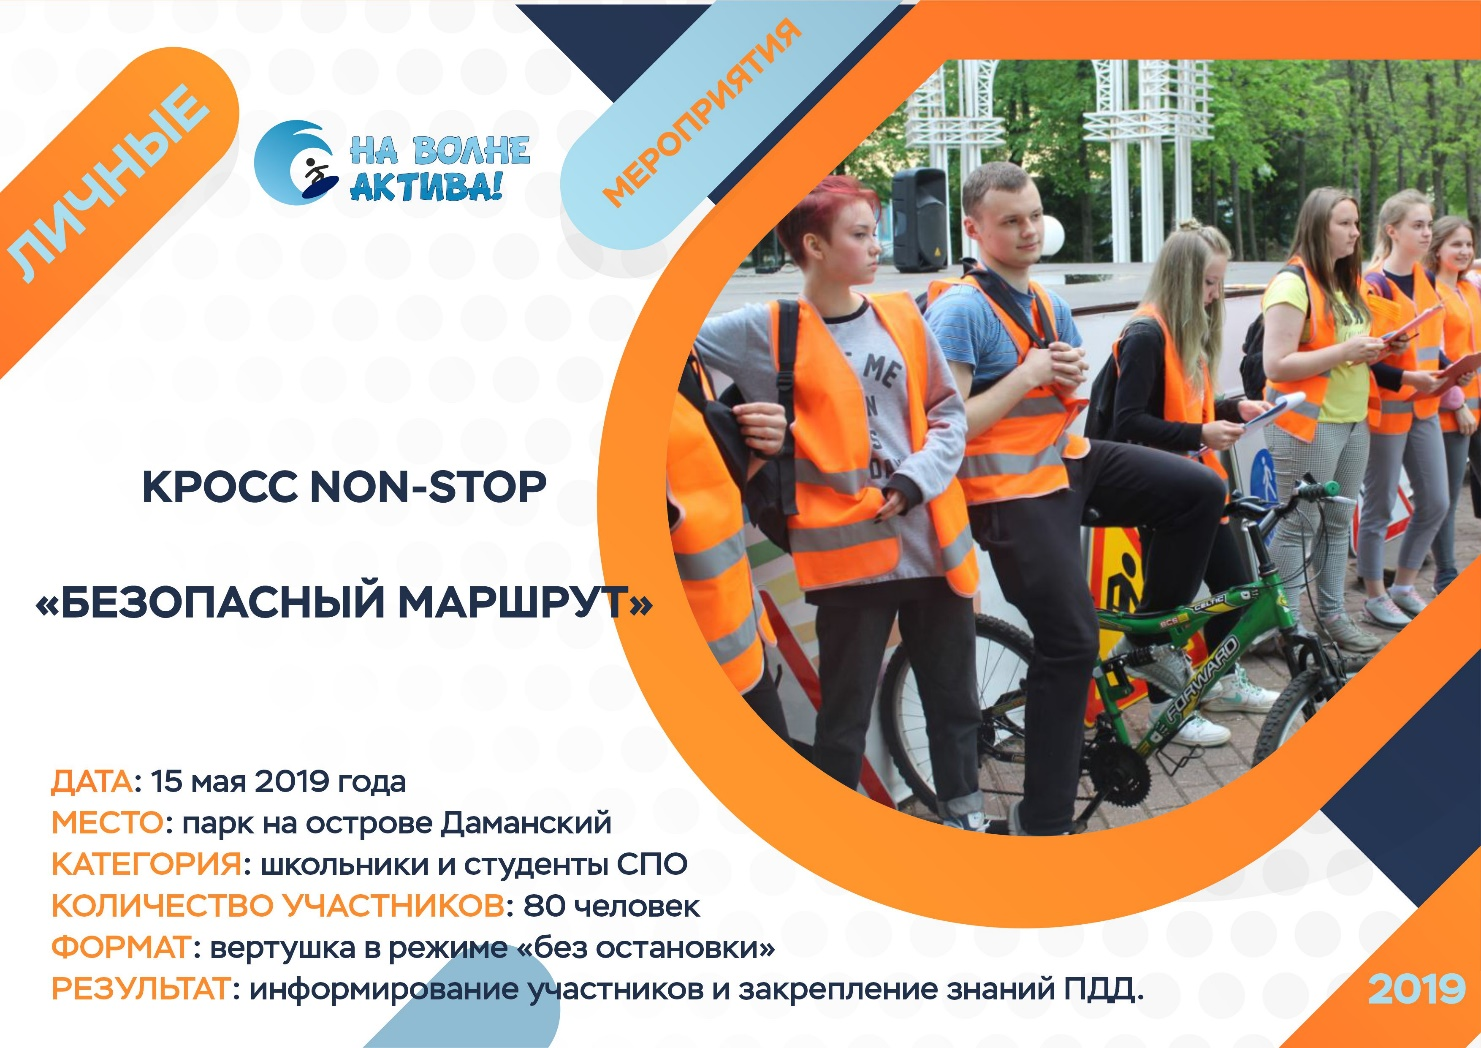 ЛИЧНЫЕ
НА ВОЛНЕ
АКТИВА!
МЕРОПРИЯТИЯ
КРОСС NON-STOP
«БЕЗОПАСНЫЙ МАРШРУТ»
ДАТА: 15 мая 2019 года
МЕСТО: парк на острове Даманский
КАТЕГОРИЯ: школьники и студенты СПО
КОЛИЧЕСТВО УЧАСТНИКОВ: 80 человек
ФОРМАТ: вертушка в режиме «без остановки»
РЕЗУЛЬТАТ: информирование участников и закрепление знаний ПДД.
2019
ME
FORWARD